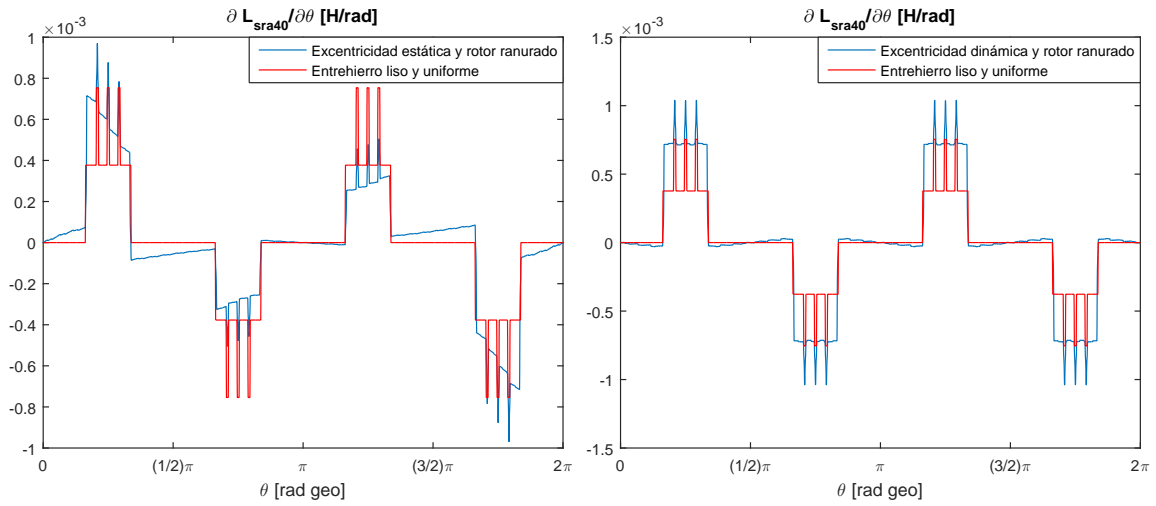 ∂ L_sra40/∂θ [H/rad]
×10^-3
Excentricidad estática y rotor ranurado
Entrehierro liso y uniforme
1
0.8
0.6
0.4
0.2
0
-0.2
-0.4
-0.6
-0.8
-1
0
(1/2)π
π
(3/2)π
2π
θ [rad geo]
∂ L_sra40/∂θ [H/rad]
×10^-3
Excentricidad dinámica y rotor ranurado
Entrehierro liso y uniforme
1.5
1
0.5
0
-0.5
-1
-1.5
0
(1/2)π
π
(3/2)π
2π
θ [rad geo]